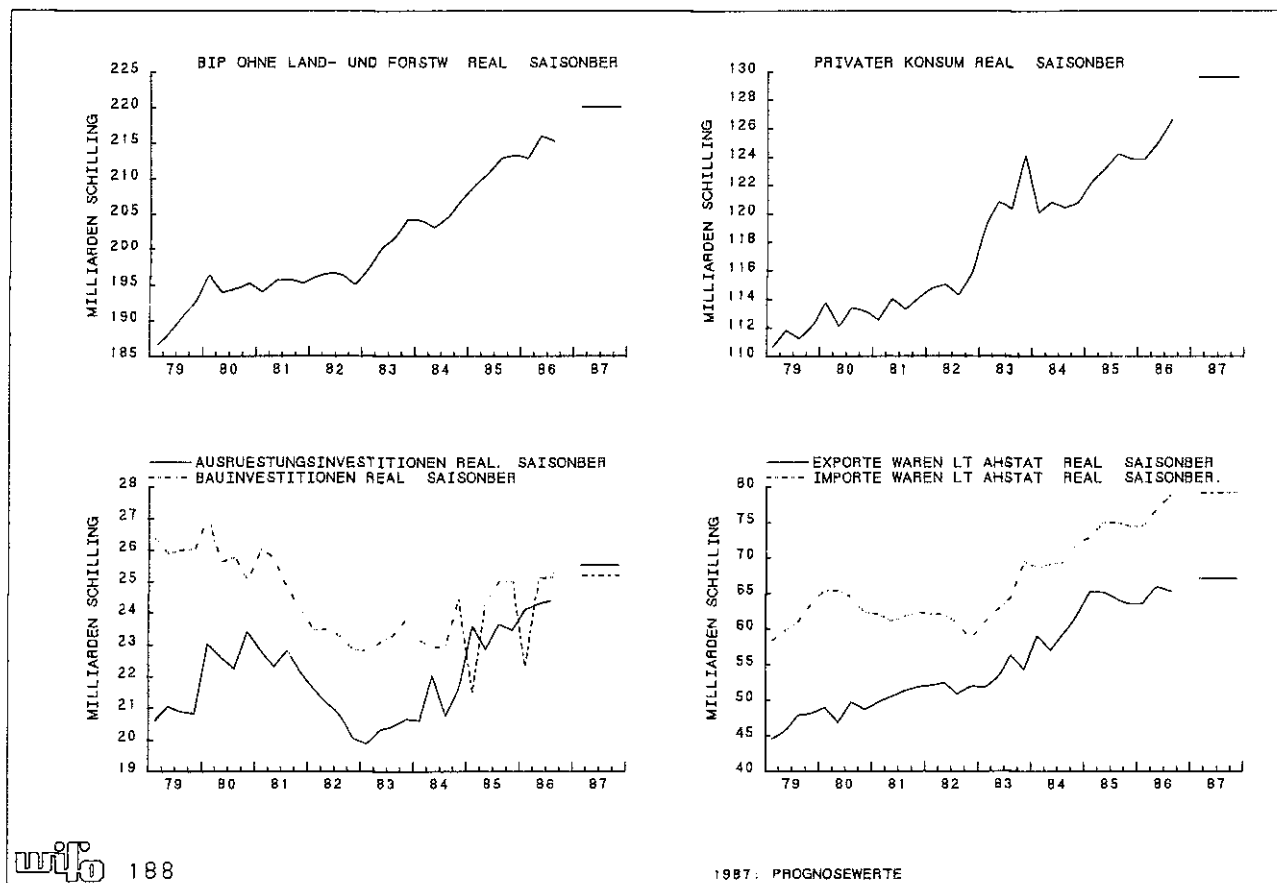 BIP OHNE LAND- UND FORSTW REAL SAISONBER
MILLIARDEN SCHILLING
225
220
215
210
205
200
195
190
185
79 80 81 82 83 84 85 86 87
PRIVATER KONSUM REAL SAISONBER
MILLIARDEN SCHILLING
130
128
126
124
122
120
118
116
114
112
110
79 80 81 82 83 84 85 86 87
AUSRUESTUNGSINVESTITIONEN REAL. SAISONBER
BAUINVESTITIONEN REAL SAISONBER
MILLIARDEN SCHILLING
28
27
26
25
24
23
22
21
20
19
79 80 81 82 83 84 85 86 87
EXPORTE WAREN LT AHSTAT REAL SAISONBER
IMPORTE WAREN LT AHSTAT REAL SAISONBER.
MILLIARDEN SCHILLING
80
75
70
65
60
55
50
45
40
79 80 81 82 83 84 85 86 87
wifo 188
1987: PROGNOSEWERTE